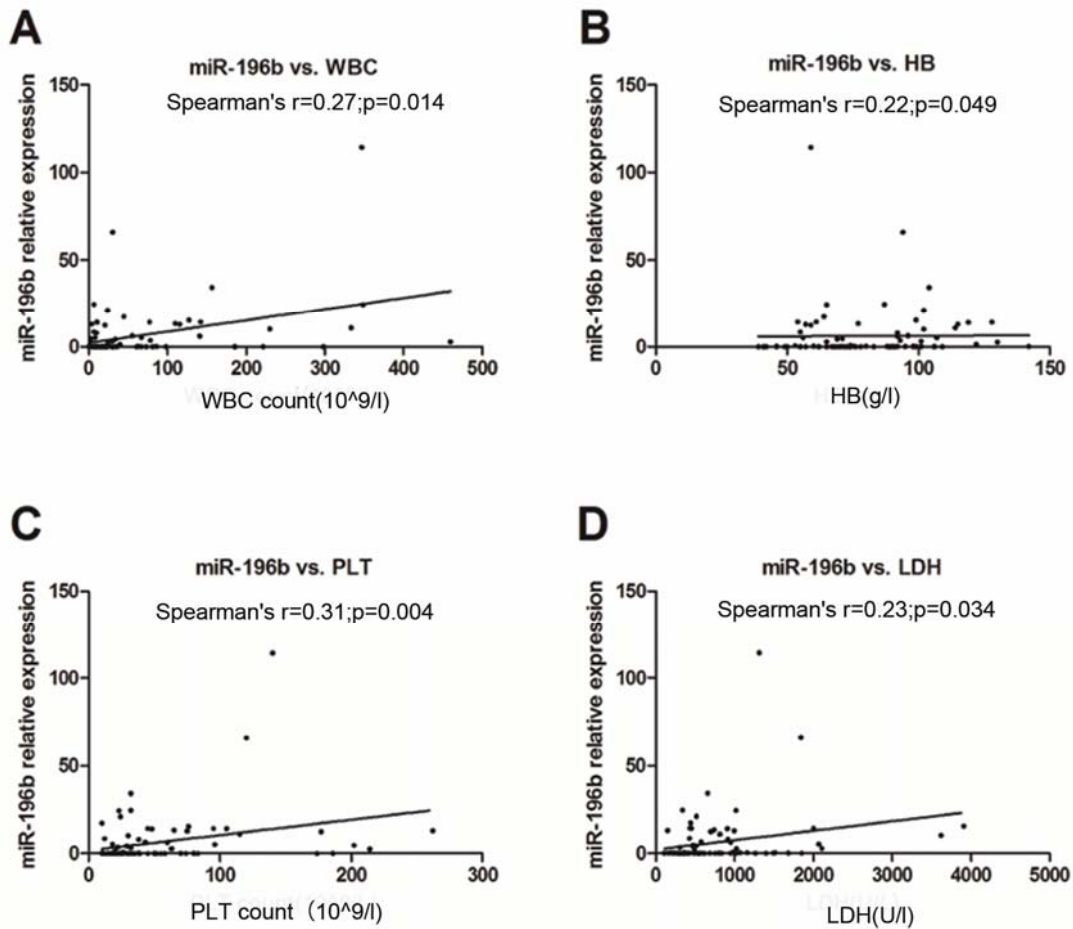 A
miR-196b vs. WBC
Spearman's r=0.27;p=0.014
miR-196b relative expression
150
100
50
0
0 100 200 300 400 500
WBC count(10^9/l)
B
miR-196b vs. HB
Spearman's r=0.22;p=0.049
miR-196b relative expression
150
100
50
0
0 50 100 150
HB(g/l)
C
miR-196b vs. PLT
Spearman's r=0.31;p=0.004
miR-196b relative expression
150
100
50
0
0 100 200 300
PLT count（10^9/l)
D
miR-196b vs. LDH
Spearman's r=0.23;p=0.034
miR-196b relative expression
150
100
50
0
0 1000 2000 3000 4000 5000
LDH(U/l)